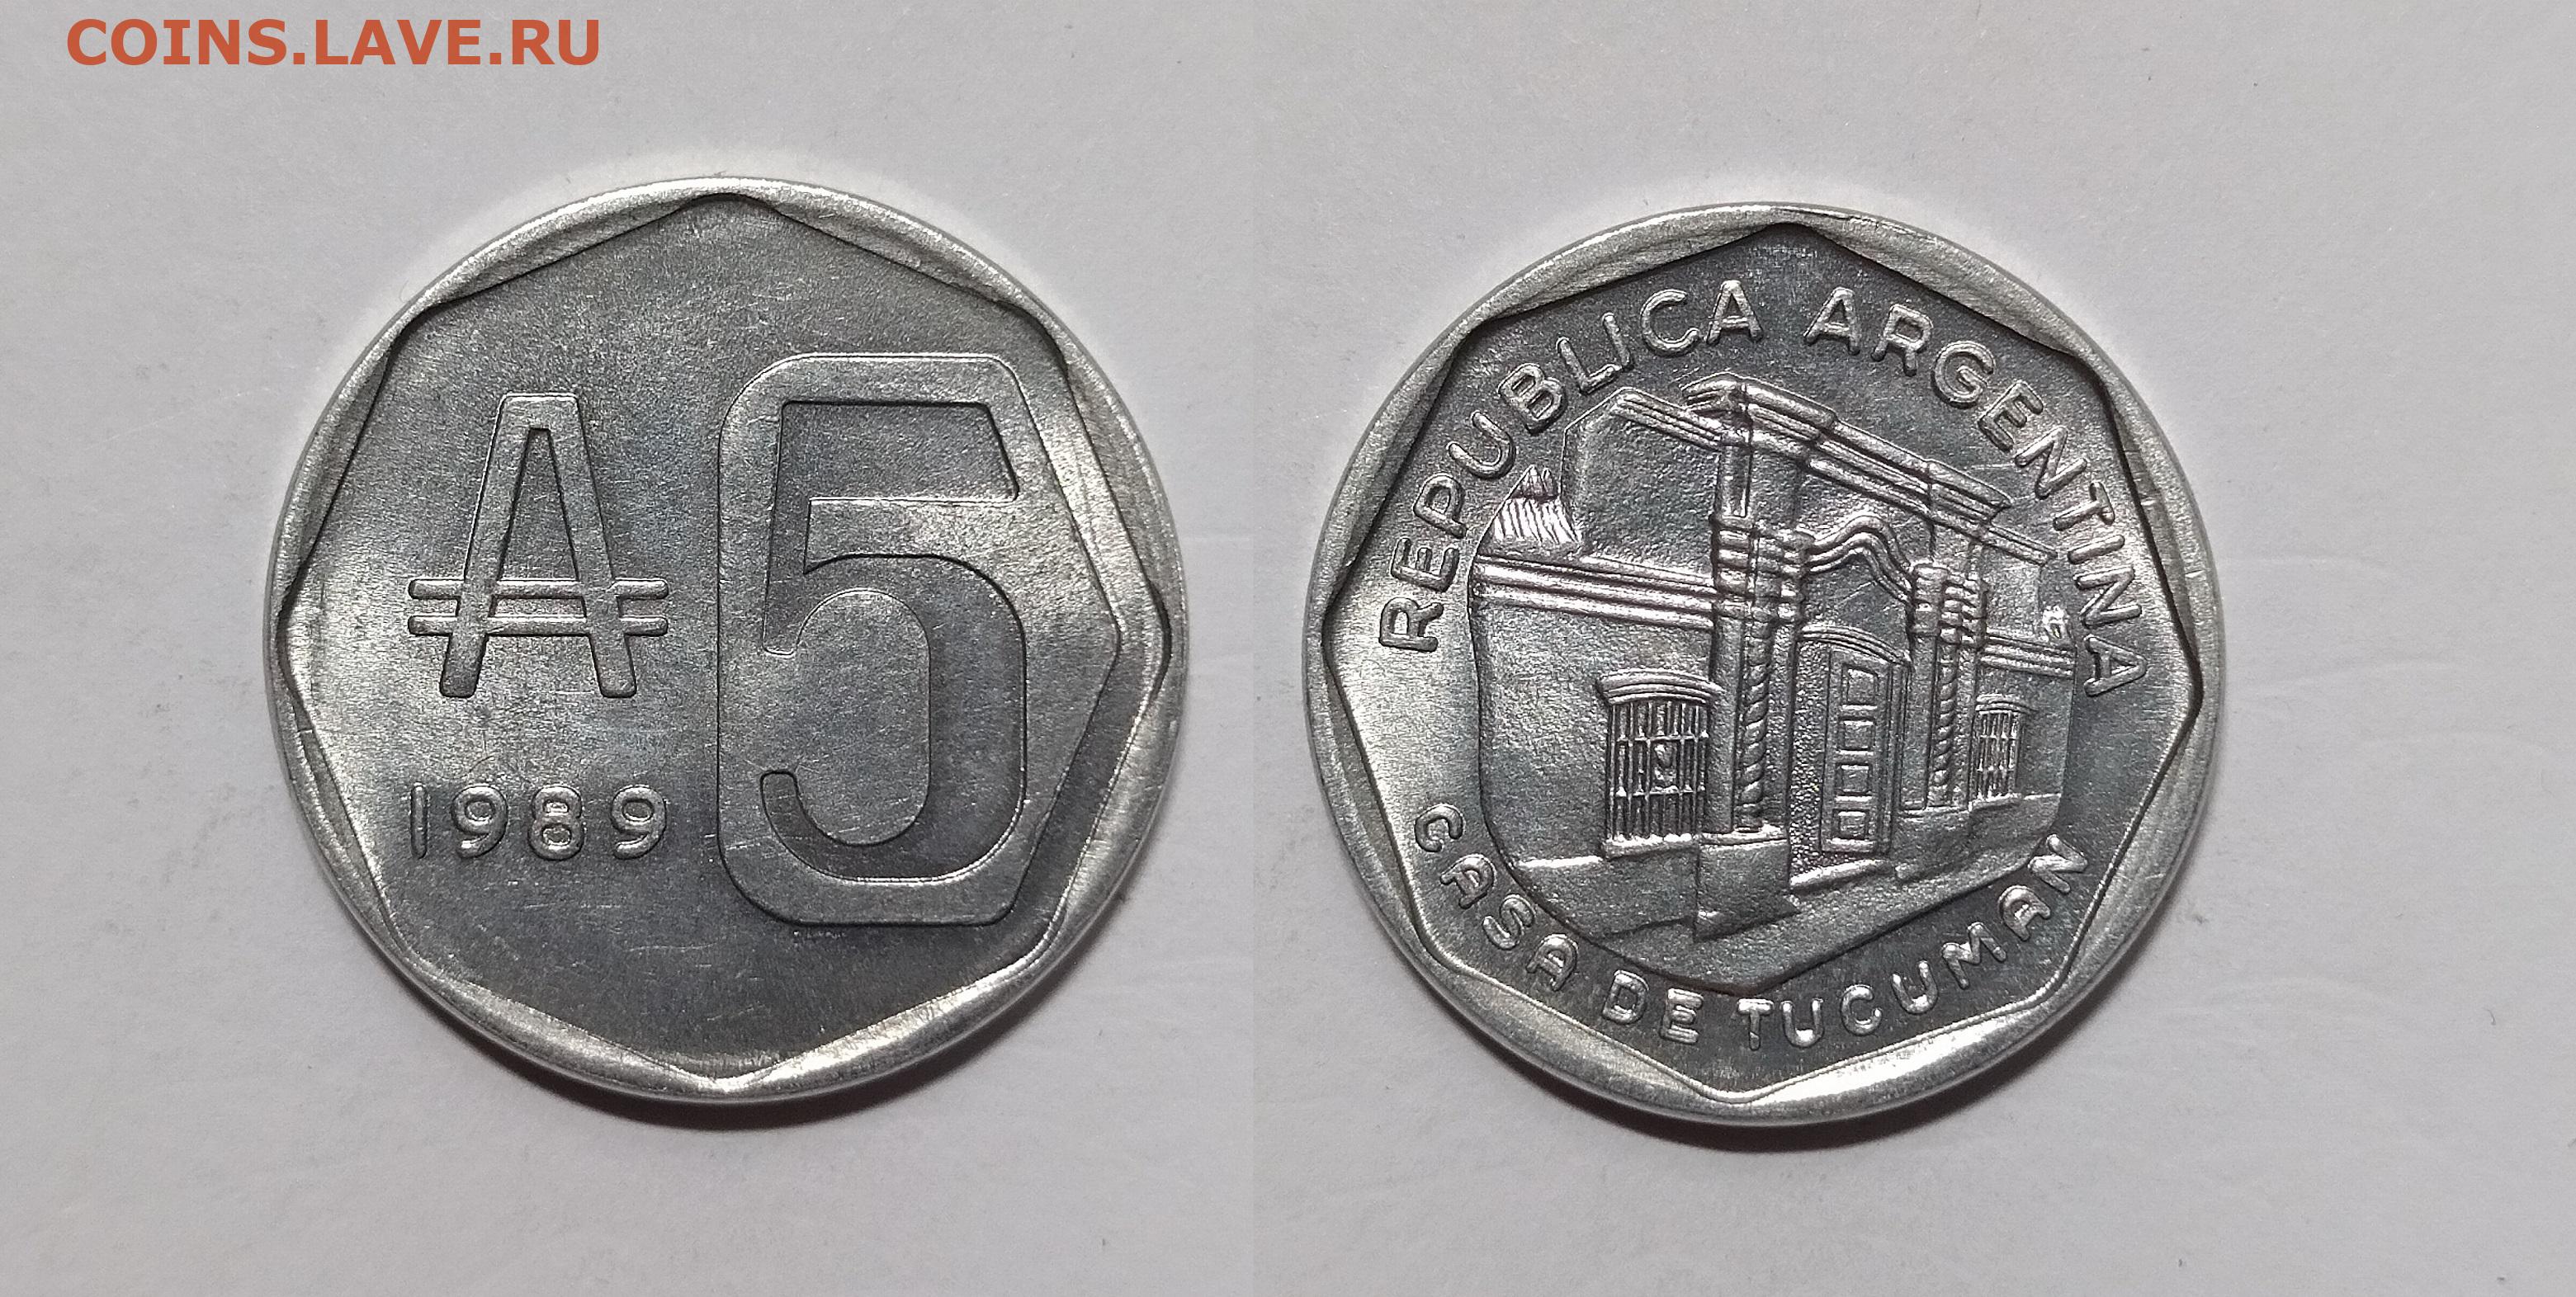 COINS.LAVE.RU
₳ 5
1989
REPUBLICA ARGENTINA
CASA DE TUCUMAN